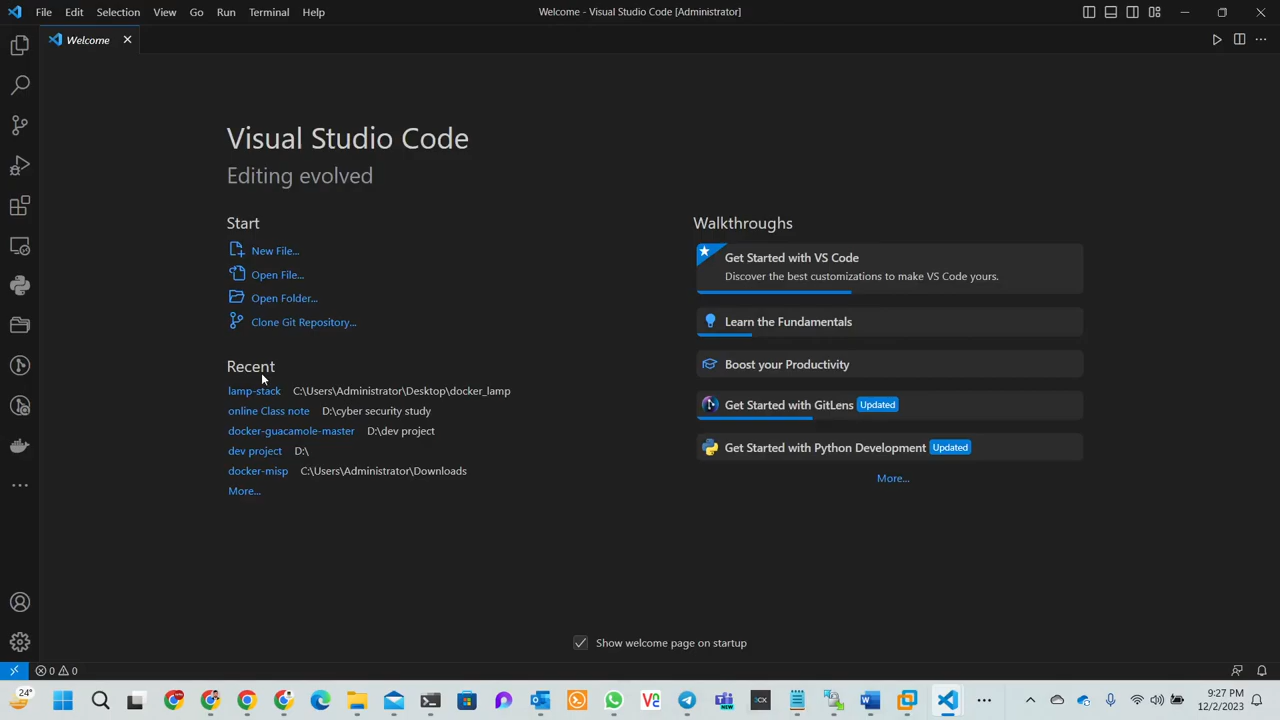 File Edit Selection View Go Run Terminal Help
Welcome - Visual Studio Code [Administrator]
Welcome
Visual Studio Code
Editing evolved
Start
New File...
Open File...
Open Folder...
Clone Git Repository...
Recent
lamp-stack C:\Users\Administrator\Desktop\docker_lamp
online Class note D:\cyber security study
docker-guacamole-master D:\dev project
dev project D:\
docker-misp C:\Users\Administrator\Downloads
More...
Walkthroughs
Get Started with VS Code
Discover the best customizations to make VS Code yours.
Learn the Fundamentals
Boost your Productivity
Get Started with GitLens Updated
Get Started with Python Development Updated
More...
Show welcome page on startup
0 0
24°
NEW
9:27 PM
12/2/2023